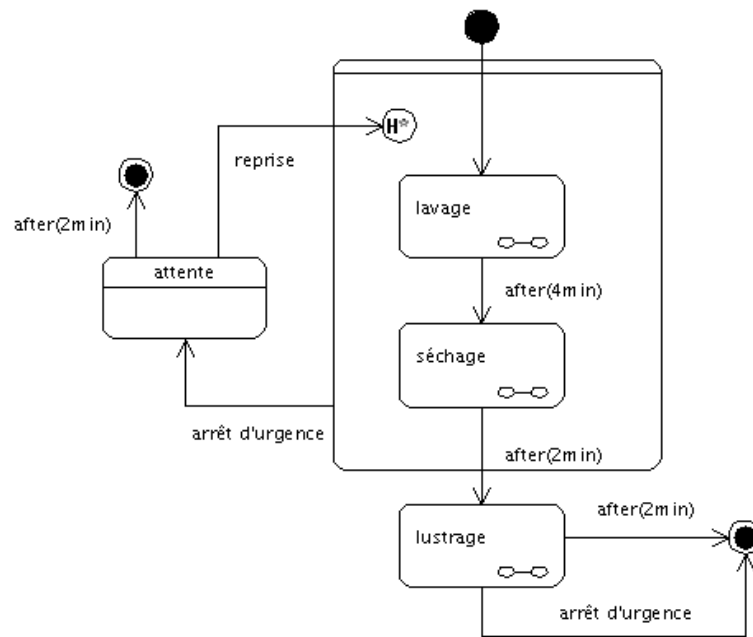 H*
reprise
after(2min)
attente
lavage
after(4min)
séchage
arrêt d'urgence
after(2min)
lustrage
after(2min)
arrêt d'urgence